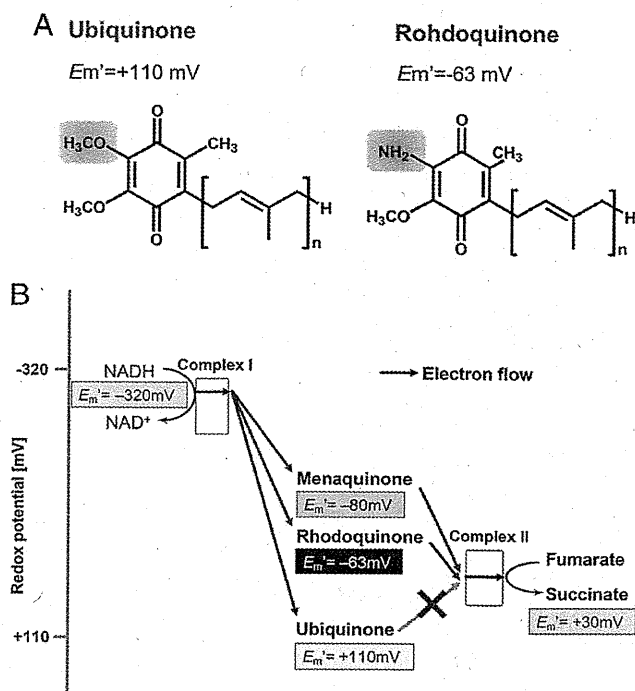 A Ubiquinone
Em'=+110 mV
Rohdoquinone
Em'=-63 mV
O
H₃CO
CH₃
H₃CO
O
H
n
O
NH₂
CH₃
H₃CO
O
H
n
B
Redox potential [mV]
-320
+110
NADH
Em'= –320mV
NAD⁺
Complex I
Electron flow
Menaquinone
Em'= –80mV
Rhodoquinone
Em'= –63mV
Ubiquinone
Em'= +110mV
Complex II
Fumarate
Succinate
Em'= +30mV